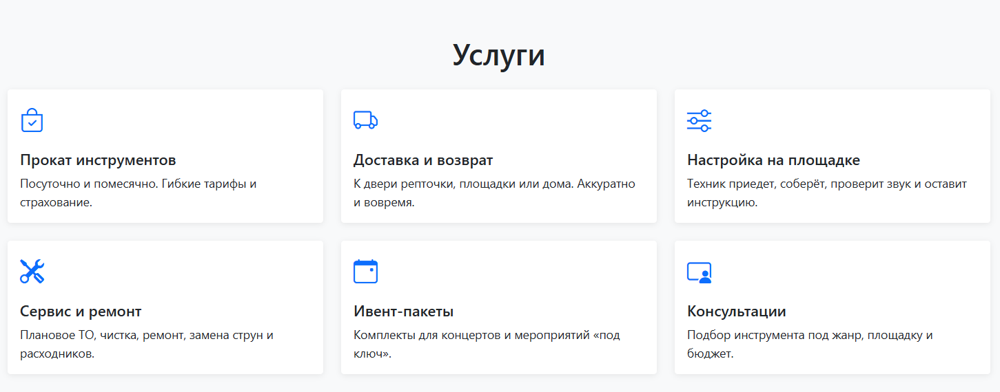 Услуги
Прокат инструментов
Посуточно и помесячно. Гибкие тарифы и
страхование.
Доставка и возврат
К двери репточки, площадки или дома. Аккуратно
и вовремя.
Настройка на площадке
Техник приедет, соберёт, проверит звук и оставит
инструкцию.
Сервис и ремонт
Плановое ТО, чистка, ремонт, замена струн и
расходников.
Ивент-пакеты
Комплекты для концертов и мероприятий «под
ключ».
Консультации
Подбор инструмента под жанр, площадку и
бюджет.